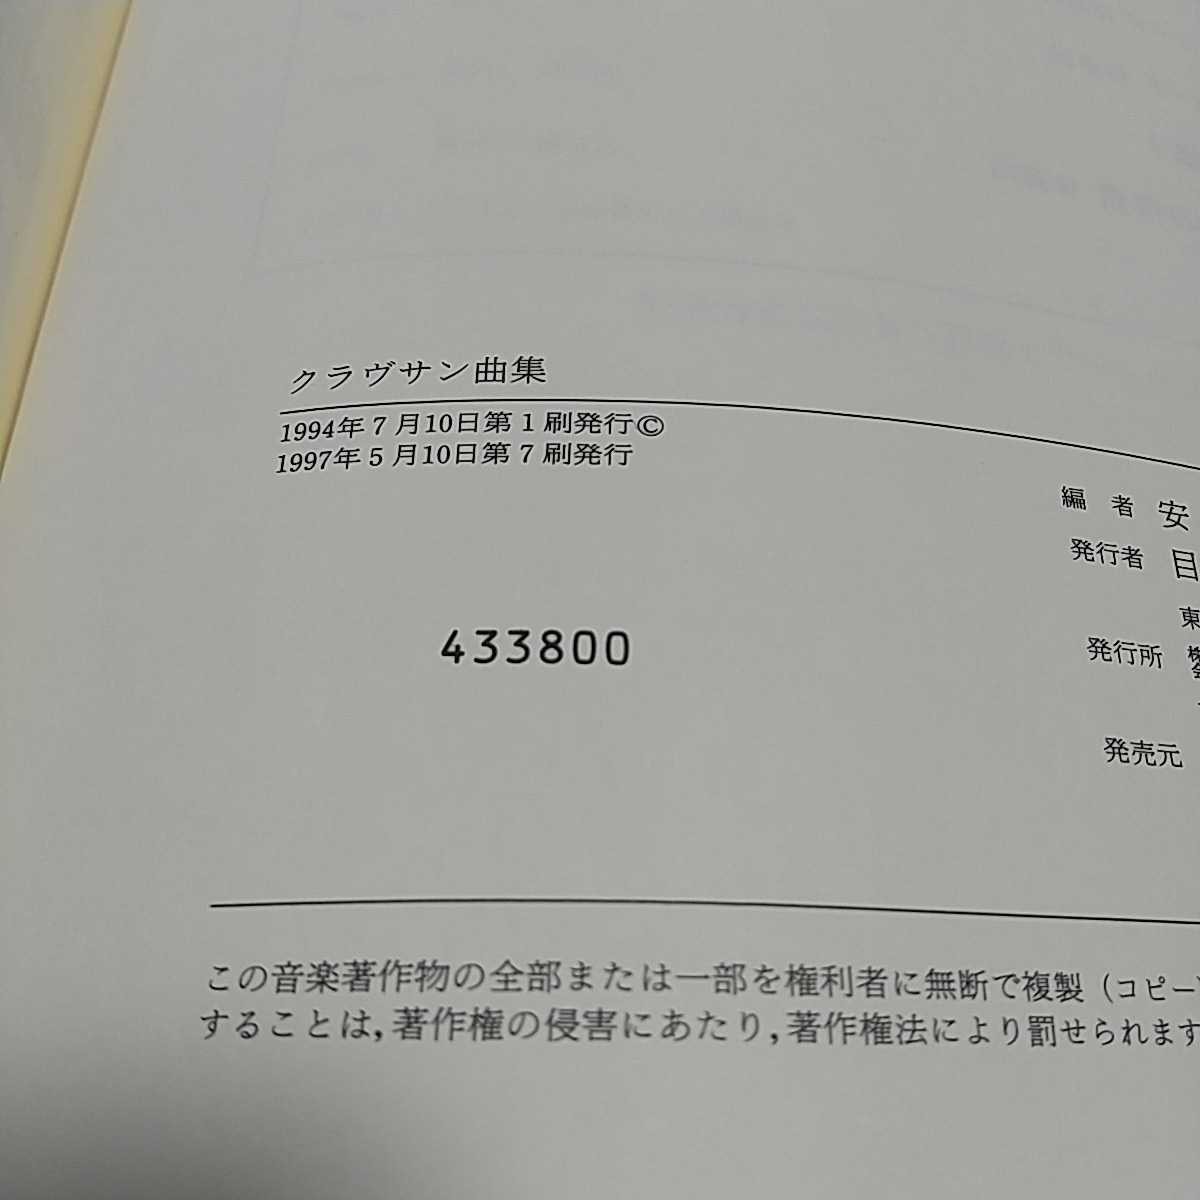 クラヴサン曲集
1994年7月10日第1刷発行©
1997年5月10日第7刷発行
編 者 安
発行者 目
東
発行所
発売元
433800
この音楽著作物の全部または一部を権利者に無断で複製(コピー)
することは,著作権の侵害にあたり,著作権法により罰せられます